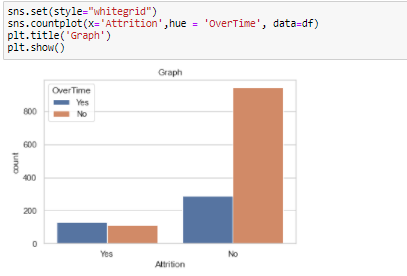 sns.set(style="whitegrid")
sns.countplot(x='Attrition',hue = 'OverTime', data=df)
plt.title('Graph')
plt.show()
Graph
OverTime
Yes
No
800
600
400
200
0
count
Yes
No
Attrition